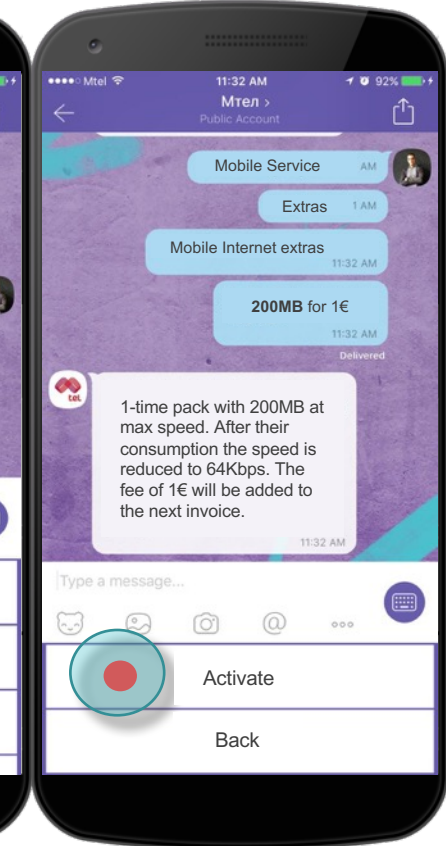 Mtel 11:32 AM 92%
Мтел >
Public Account
Mobile Service AM
Extras 1 AM
Mobile Internet extras
11:32 AM
200MB for 1€
11:32 AM
Delivered
tel
1-time pack with 200MB at
max speed. After their
consumption the speed is
reduced to 64Kbps. The
fee of 1€ will be added to
the next invoice.
11:32 AM
Type a message...
@
Activate
Back